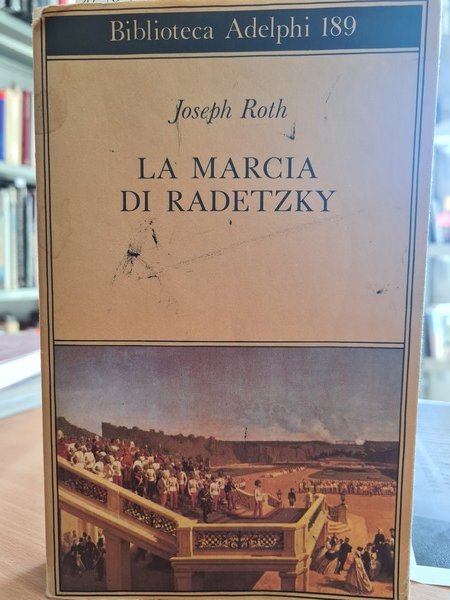 Biblioteca Adelphi 189
Joseph Roth
LA MARCIA
DI RADETZKY